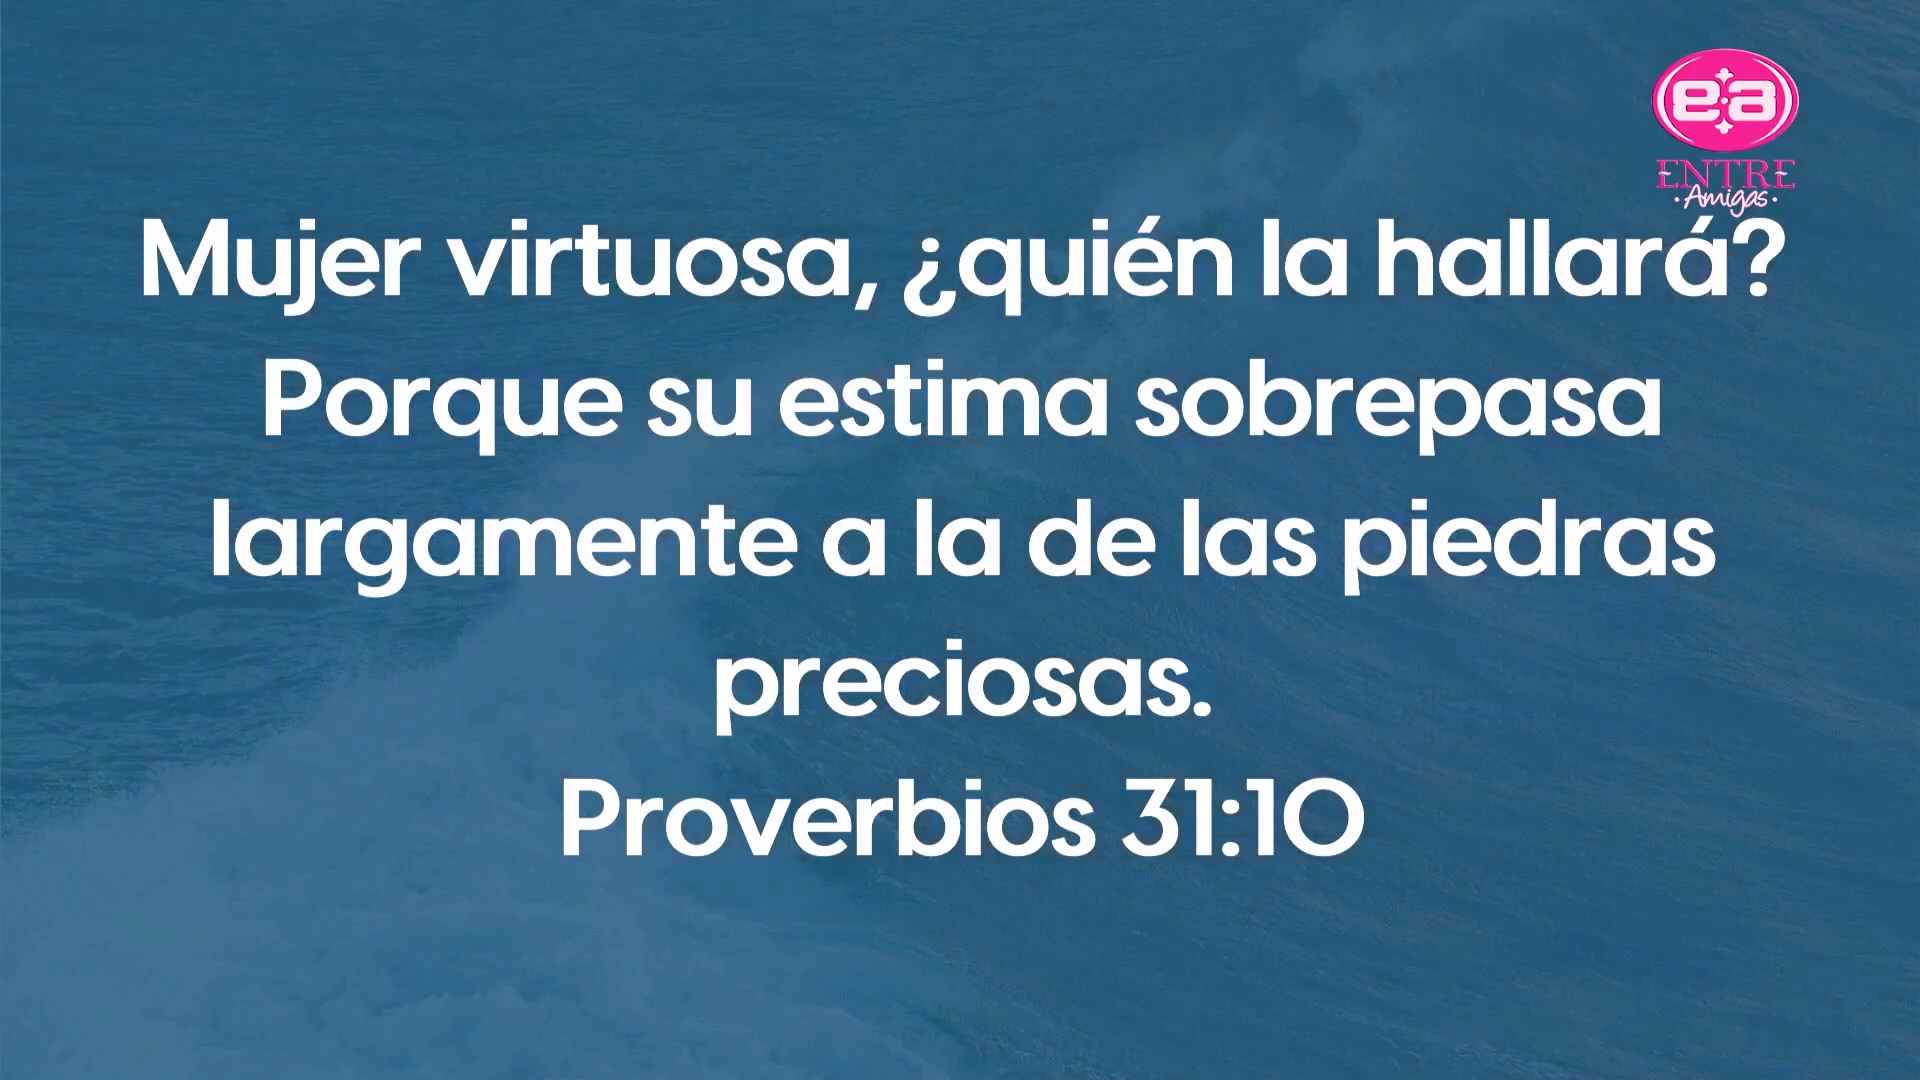 e:a
ENTRE
·Amigas·
Mujer virtuosa, ¿quién la hallará?
Porque su estima sobrepasa
largamente a la de las piedras
preciosas.
Proverbios 31:10